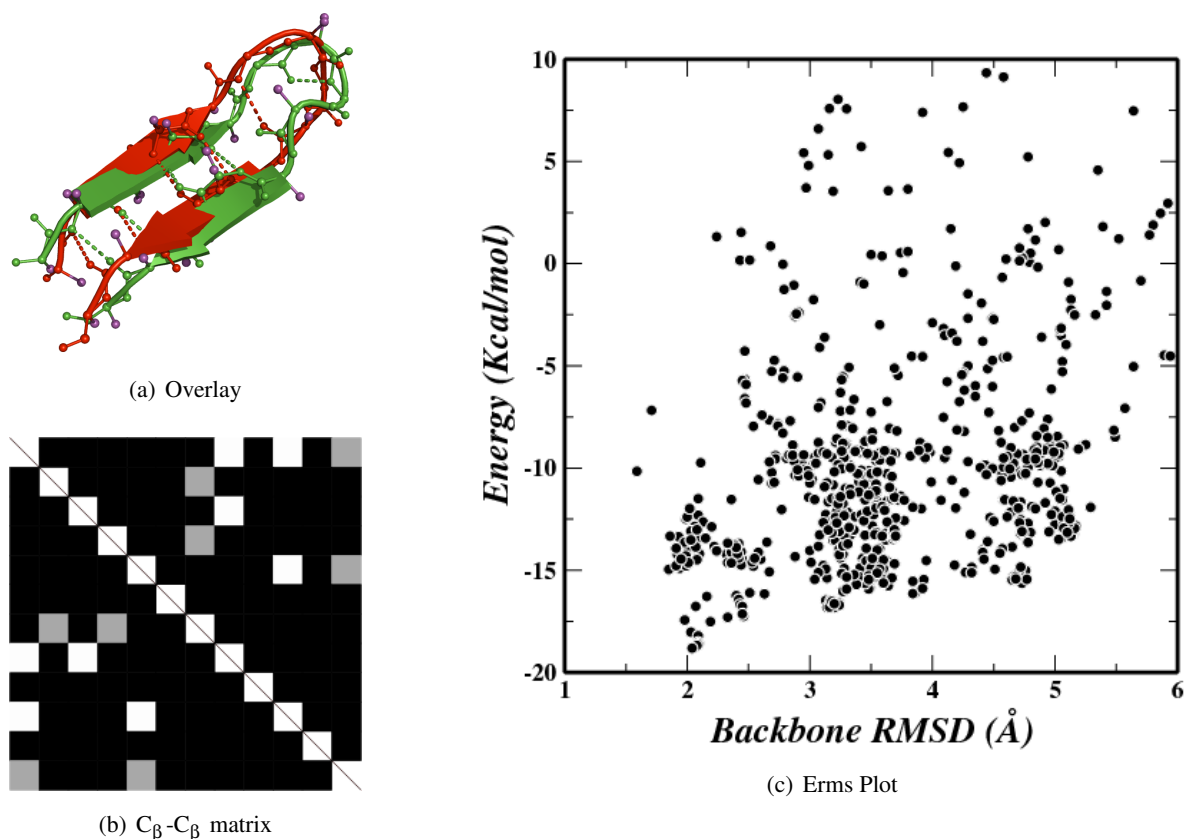 (a) Overlay
(b) Cβ-Cβ matrix
10
5
0
-5
-10
-15
-20
Energy (Kcal/mol)
1 2 3 4 5 6
Backbone RMSD (Å)
(c) Erms Plot